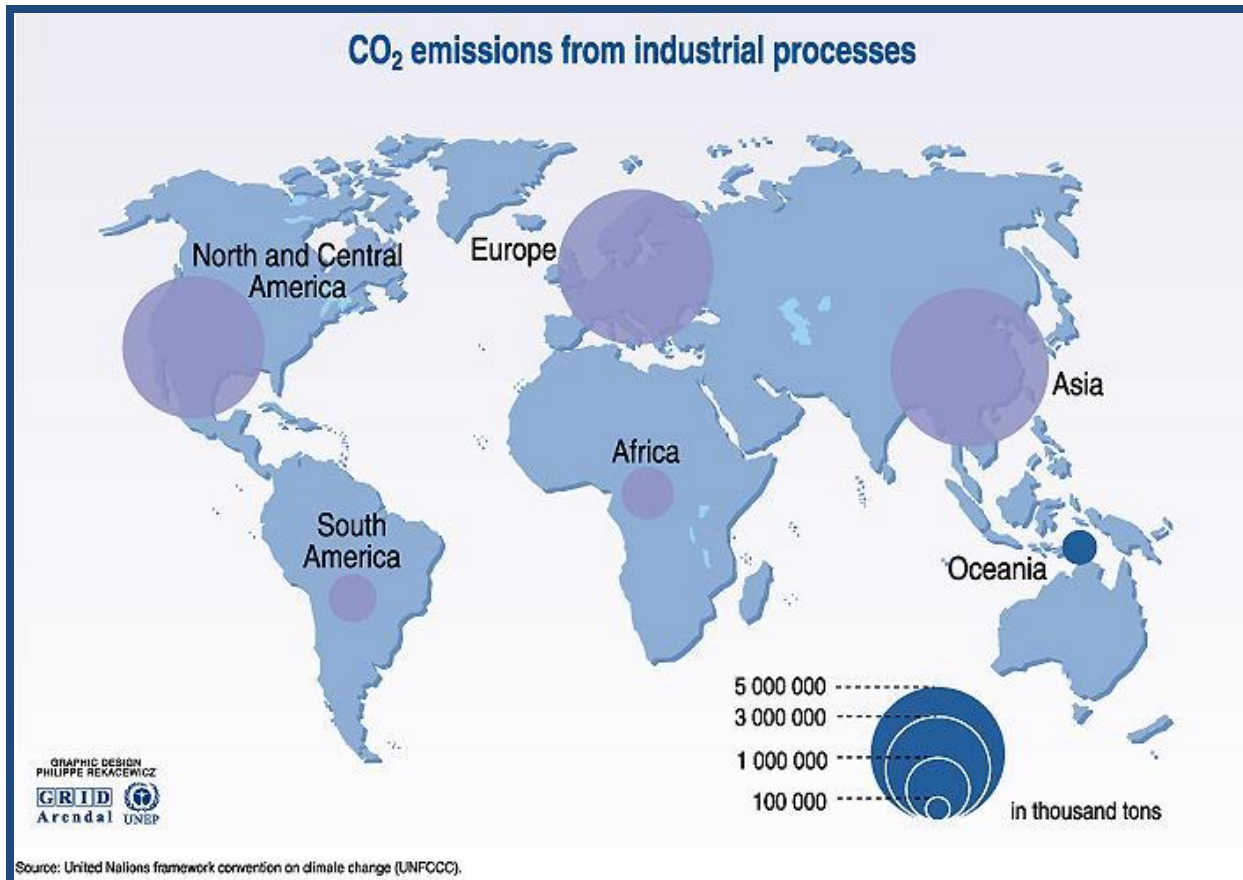 CO₂ emissions from industrial processes
North and Central
America
Europe
Asia
Africa
South
America
Oceania
5 000 000
3 000 000
1 000 000
100 000
in thousand tons
GRAPHIC DESIGN
PHILIPPE REKACEWICZ
GRID
Arendal
UNEP
Source: United Nations framework convention on climate change (UNFCCC).